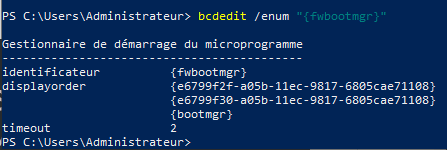 PS C:\Users\Administrateur> bcdedit /enum "{fwbootmgr}"
Gestionnaire de démarrage du microprogramme
-------------------------------------------
identificateur {fwbootmgr}
displayorder {e6799f2f-a05b-11ec-9817-6805cae71108}
{e6799f30-a05b-11ec-9817-6805cae71108}
{bootmgr}
timeout 2
PS C:\Users\Administrateur>